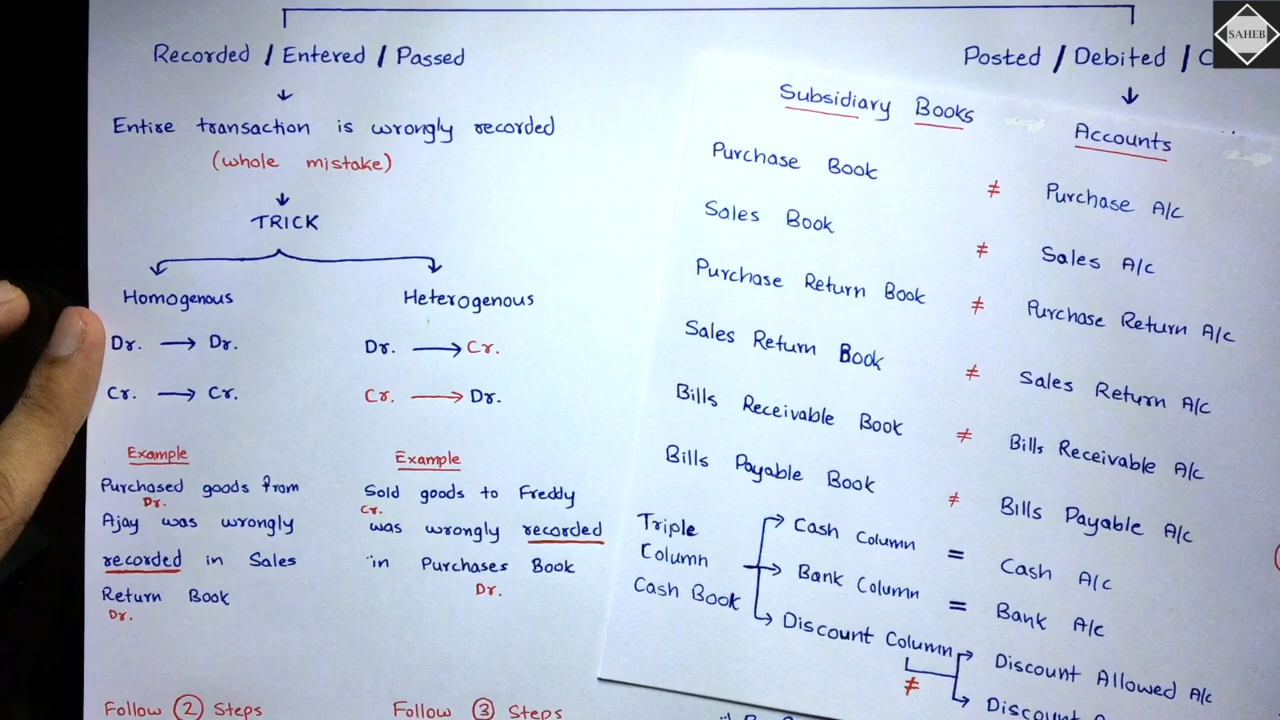 SAHEB
Recorded / Entered / Passed
Posted / Debited /
Entire transaction is wrongly recorded
(whole mistake)
TRICK
Homogenous
Heterogenous
Dr. → Dr.
Dr. → Cr.
Cr. → Cr.
Cr. → Dr.
Example
Purchased goods from
Dr.
Ajay was wrongly
recorded in Sales
Return Book
Dr.
Follow 2 Steps
Example
Sold goods to Freddy
Cr.
was wrongly recorded
in Purchases Book
Dr.
Follow 3 Steps
Subsidiary Books
Accounts
Purchase Book ≠ Purchase A/c
Sales Book ≠ Sales A/c
Purchase Return Book ≠ Purchase Return A/c
Sales Return Book ≠ Sales Return A/c
Bills Receivable Book ≠ Bills Receivable A/c
Bills Payable Book ≠ Bills Payable A/c
Triple
Column
Cash Book
Cash Column = Cash A/c
Bank Column = Bank A/c
Discount Column ≠
Discount Allowed A/c